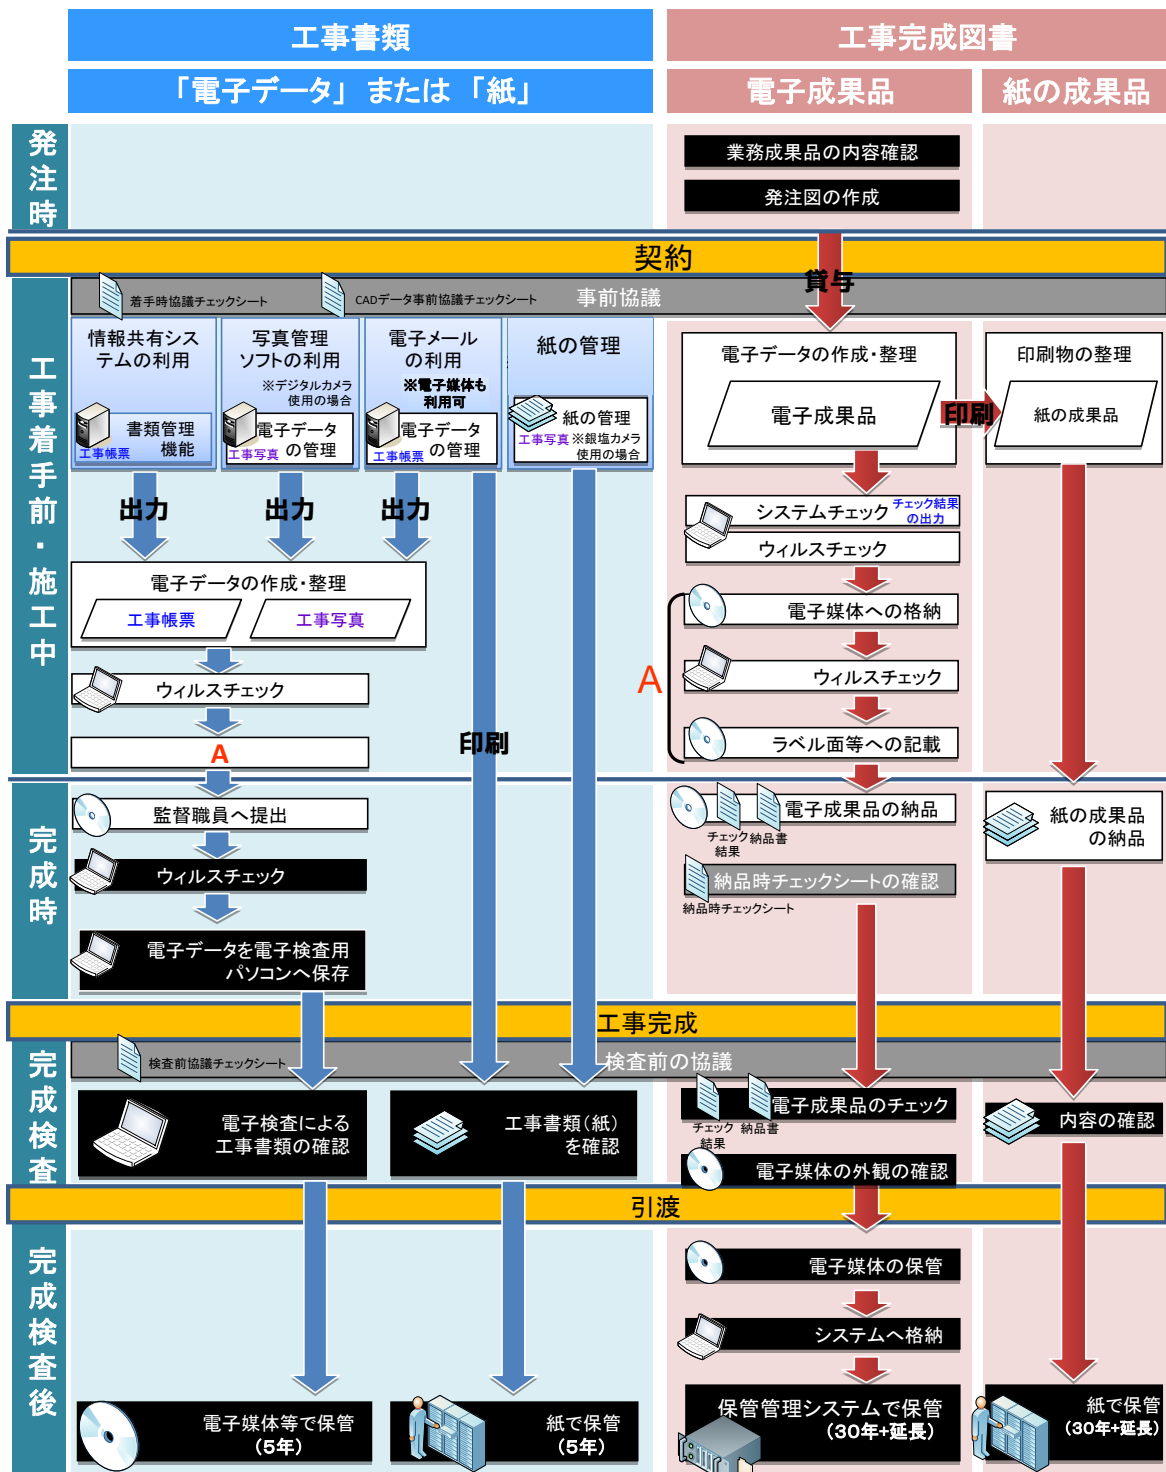 工事書類
工事完成図書
「電子データ」 または 「紙」
電子成果品
紙の成果品
発注時
業務成果品の内容確認
発注図の作成
契約
貸与
工事着手前・施工中
着手時協議チェックシート
CADデータ事前協議チェックシート
事前協議
情報共有シス
テムの利用
書類管理
機能
工事帳票
写真管理
ソフトの利用
※デジタルカメラ
使用の場合
電子データ
の管理
工事写真
電子メール
の利用
※電子媒体も
利用可
電子データ
の管理
工事帳票
紙の管理
紙の管理
工事写真 ※銀塩カメラ
使用の場合
電子データの作成・整理
電子成果品
印刷
印刷物の整理
紙の成果品
出力
出力
出力
システムチェック
チェック結果
の出力
ウィルスチェック
電子データの作成・整理
工事帳票
工事写真
電子媒体への格納
A
ウィルスチェック
ウィルスチェック
ラベル面等への記載
A
印刷
完成時
監督職員へ提出
ウィルスチェック
電子データを電子検査用
パソコンへ保存
電子成果品の納品
チェック
結果
納品書
納品時チェックシートの確認
納品時チェックシート
紙の成果品
の納品
工事完成
完成検査
検査前協議チェックシート
検査前の協議
電子検査による
工事書類の確認
工事書類(紙)
を確認
電子成果品のチェック
チェック
結果
納品書
電子媒体の外観の確認
内容の確認
引渡
完成検査後
電子媒体の保管
システムへ格納
電子媒体等で保管
(5年)
紙で保管
(5年)
保管管理システムで保管
(30年+延長)
紙で保管
(30年+延長)